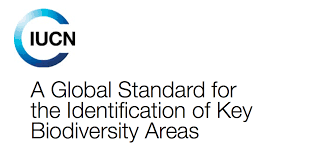 IUCN
A Global Standard for
the Identification of Key
Biodiversity Areas